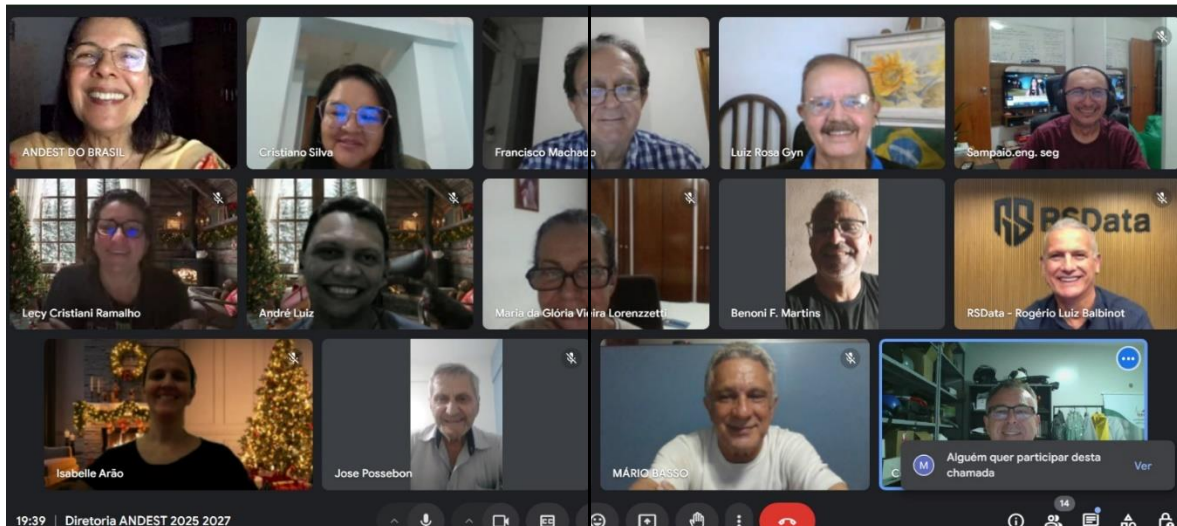 ANDEST DO BRASIL
Cristiano Silva
Francisco Machado
Luiz Rosa Gyn
Sampaio.eng. seg
Lecy Cristiani Ramalho
André Luiz
Maria da Glória Vieira Lorenzzetti
Benoni F. Martins
RSData
RSData - Rogério Luiz Balbinot
Isabelle Arão
Jose Possebon
MÁRIO BASSO
C
M
Alguém quer participar desta
chamada
Ver
19:39 | Diretoria ANDEST 2025 2027
14